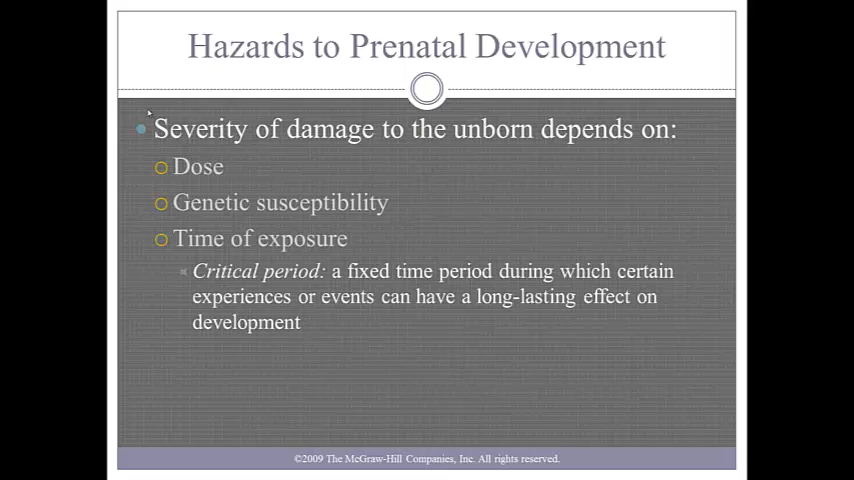 Hazards to Prenatal Development
Severity of damage to the unborn depends on:
Dose
Genetic susceptibility
Time of exposure
Critical period: a fixed time period during which certain
experiences or events can have a long-lasting effect on
development
©2009 The McGraw-Hill Companies, Inc. All rights reserved.